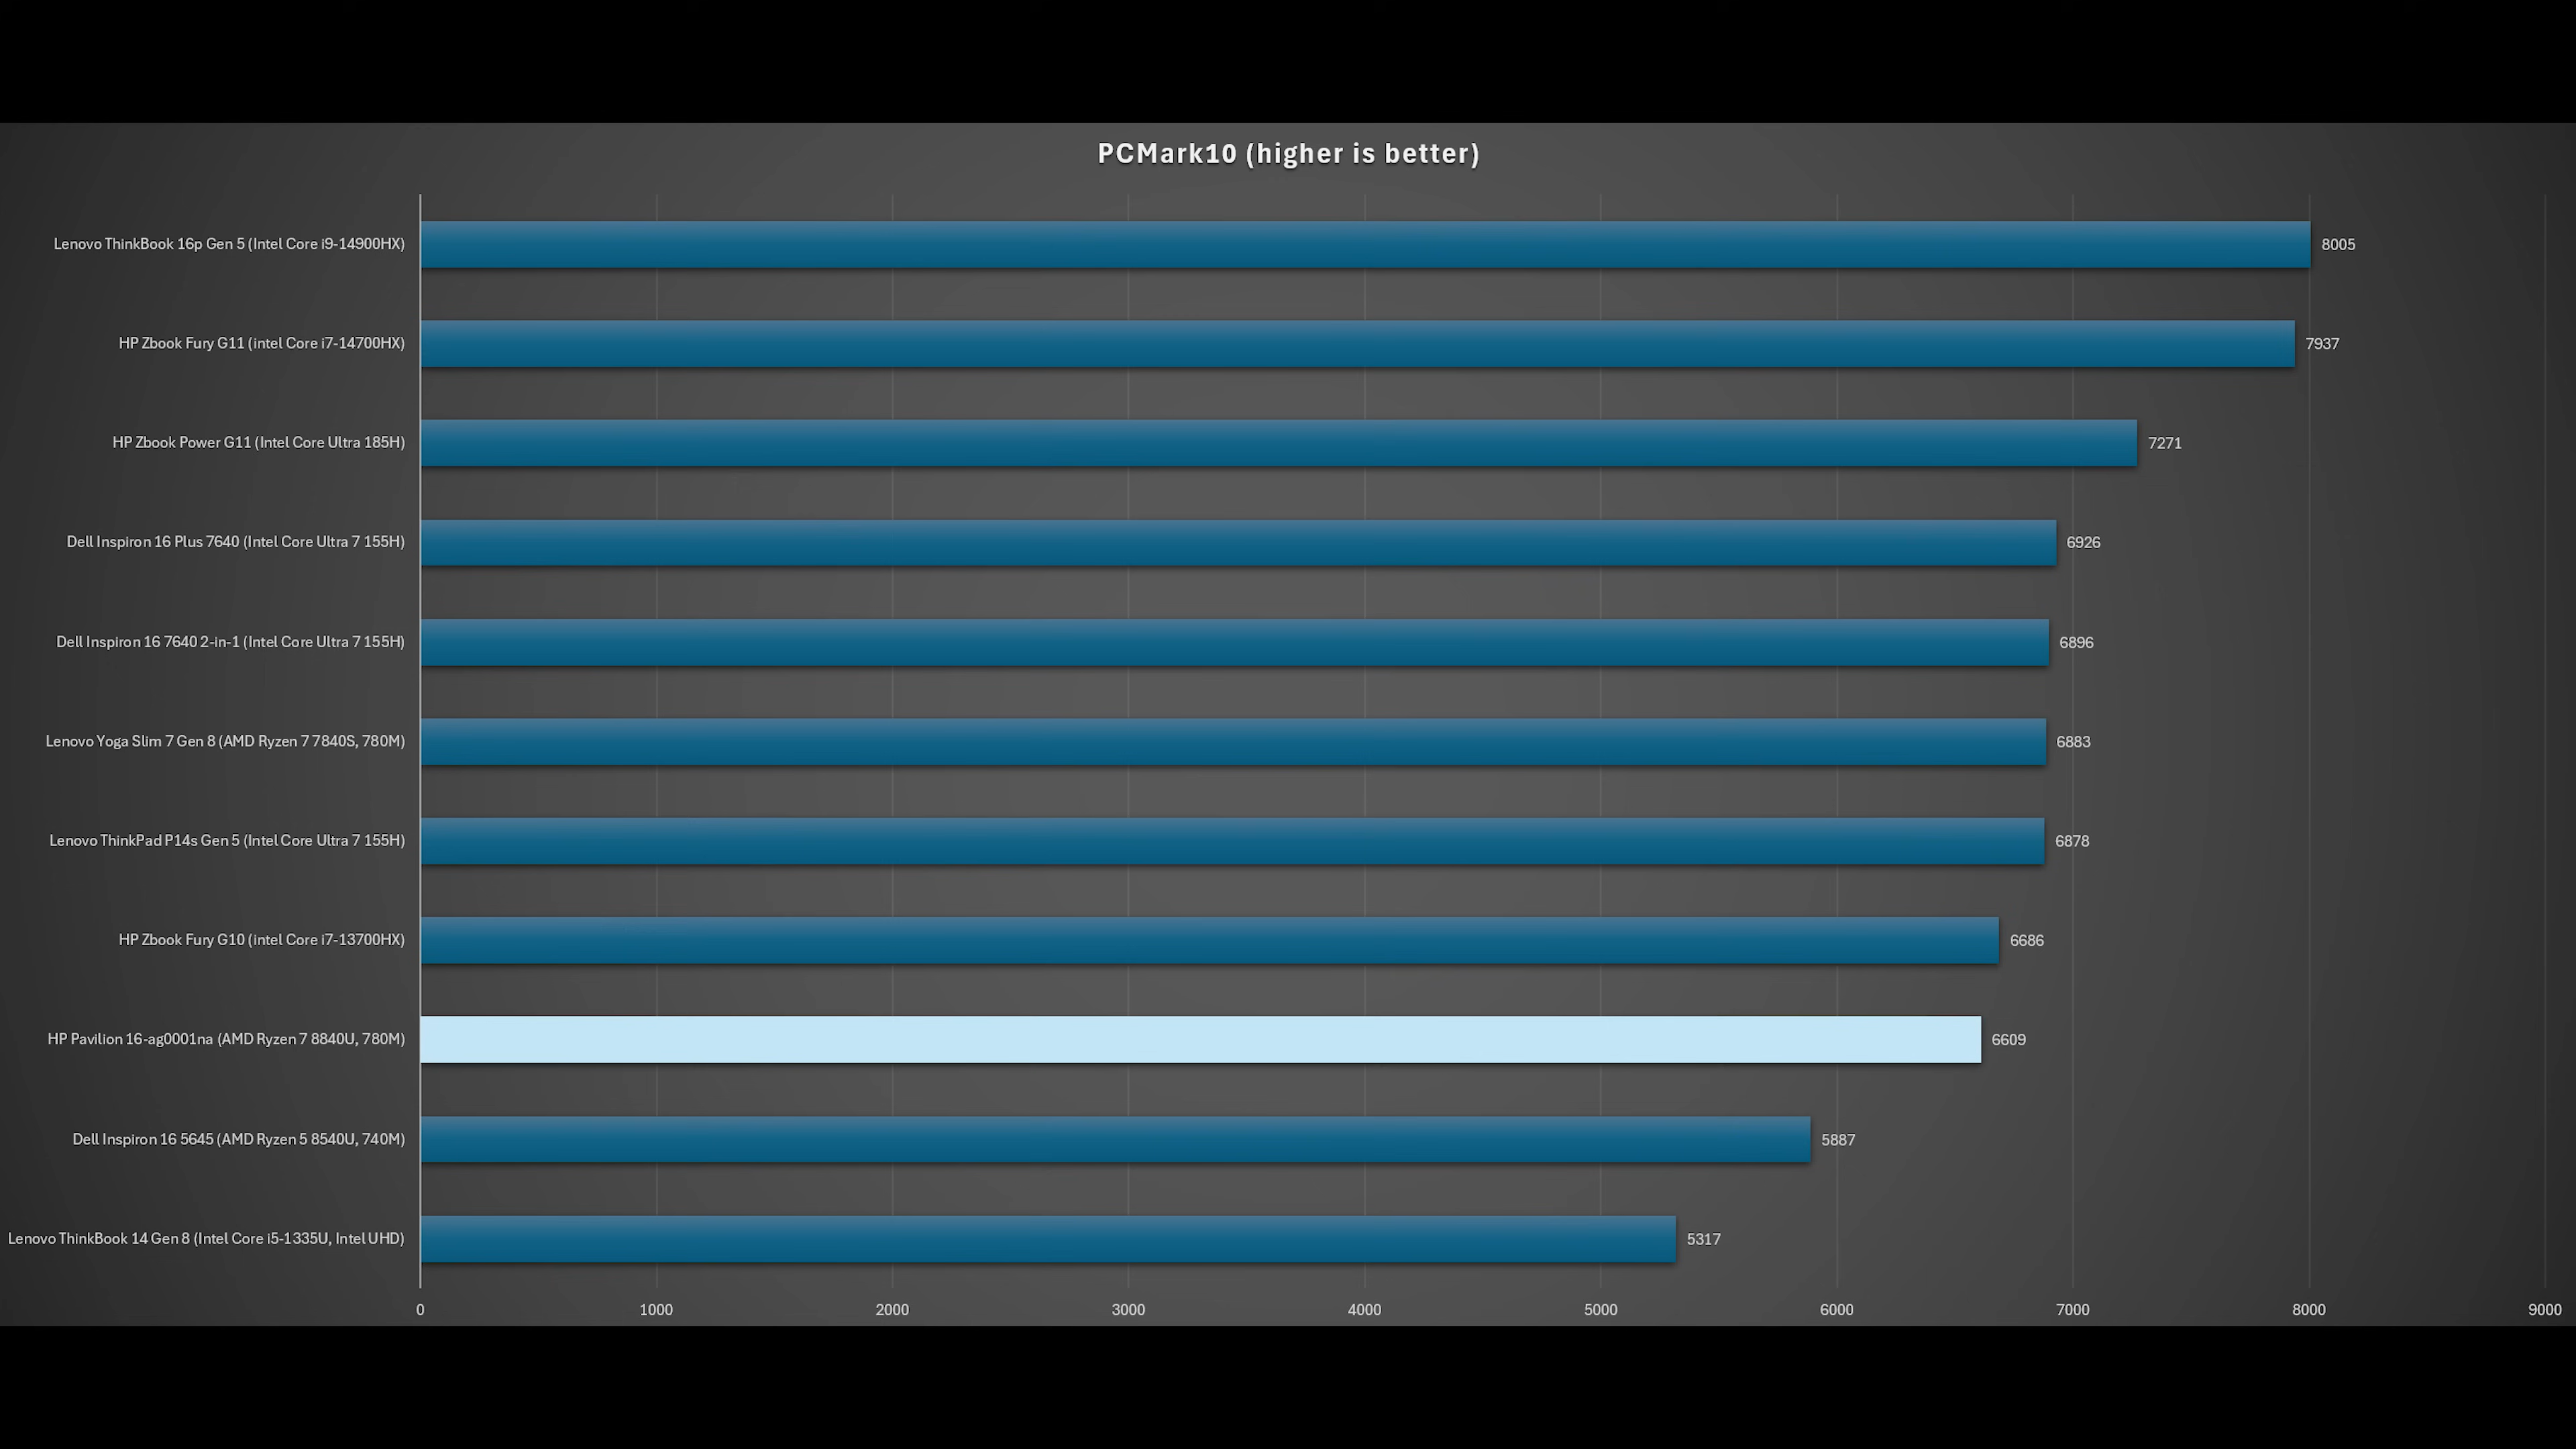 PCMark10 (higher is better)
Lenovo ThinkBook 16p Gen 5 (Intel Core i9-14900HX) 8005
HP Zbook Fury G11 (intel Core i7-14700HX) 7937
HP Zbook Power G11 (Intel Core Ultra 185H) 7271
Dell Inspiron 16 Plus 7640 (Intel Core Ultra 7 155H) 6926
Dell Inspiron 16 7640 2-in-1 (Intel Core Ultra 7 155H) 6896
Lenovo Yoga Slim 7 Gen 8 (AMD Ryzen 7 7840S, 780M) 6883
Lenovo ThinkPad P14s Gen 5 (Intel Core Ultra 7 155H) 6878
HP Zbook Fury G10 (intel Core i7-13700HX) 6686
HP Pavilion 16-ag0001na (AMD Ryzen 7 8840U, 780M) 6609
Dell Inspiron 16 5645 (AMD Ryzen 5 8540U, 740M) 5887
Lenovo ThinkBook 14 Gen 8 (Intel Core i5-1335U, Intel UHD) 5317
0 1000 2000 3000 4000 5000 6000 7000 8000 9000